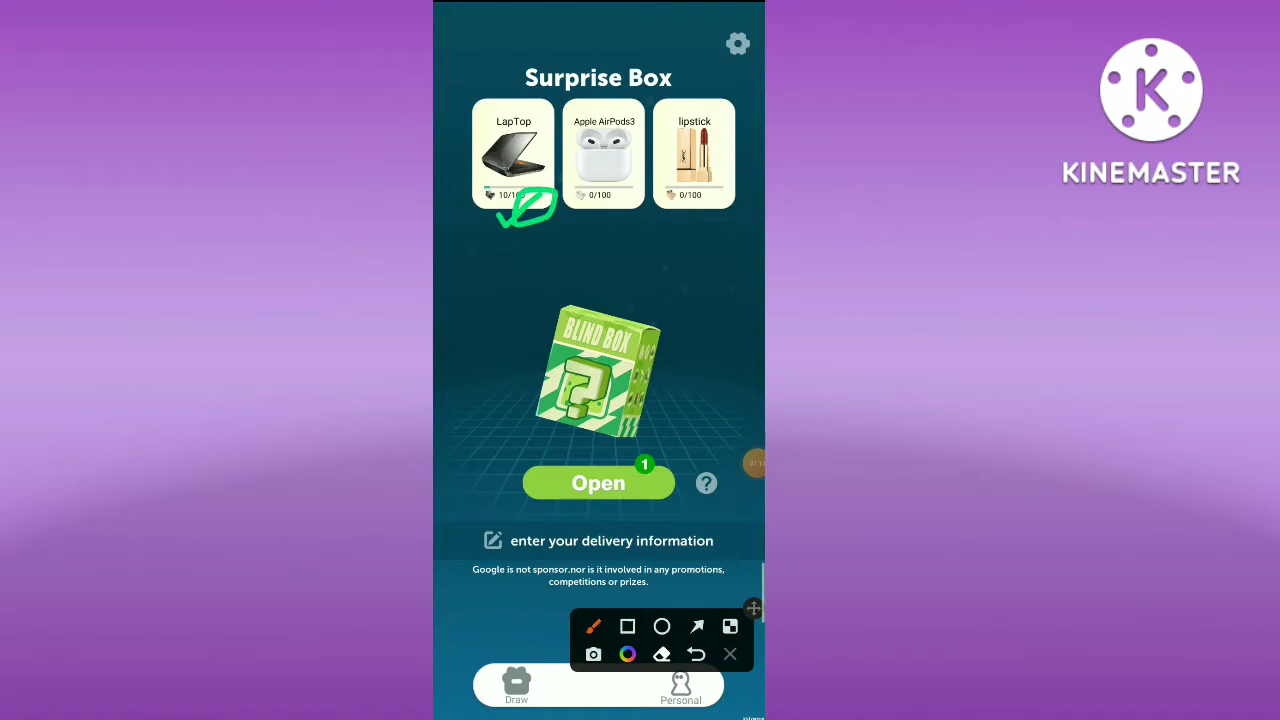 Surprise Box
LapTop
Apple AirPods3
lipstick
0/100
0/100
BLIND BOX
?
1
Open
?
enter your delivery information
Google is not sponsor.nor is it involved in any promotions,
competitions or prizes.
Draw
Personal
K
KINEMASTER